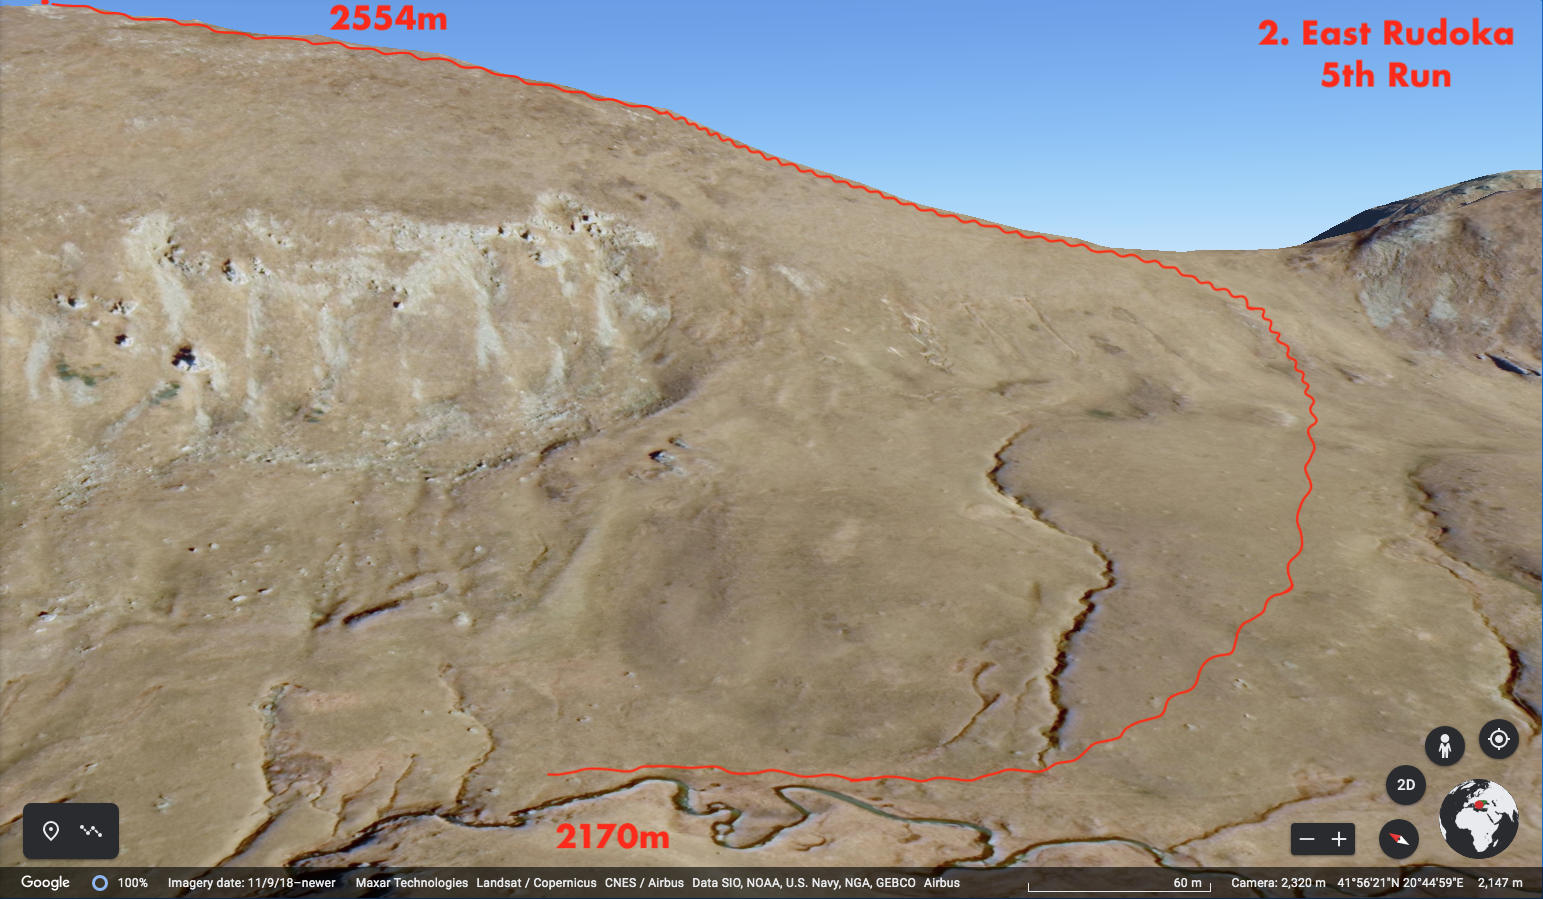 2554m
2. East Rudoka
5th Run
2D
2170m
Google 100% Imagery date: 11/9/18–newer Maxar Technologies Landsat / Copernicus CNES / Airbus Data SIO, NOAA, U.S. Navy, NGA, GEBCO Airbus 60 m Camera: 2,320 m 41°56'21"N 20°44'59"E 2,147 m